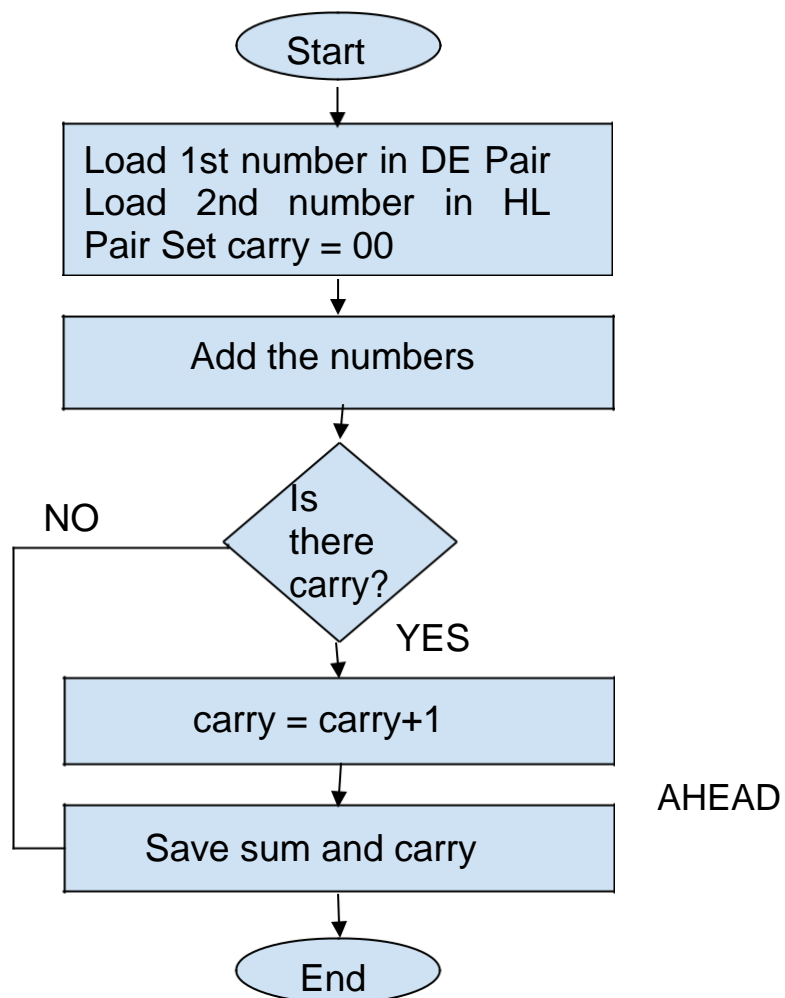 Start
Load 1st number in DE Pair
Load 2nd number in HL
Pair Set carry = 00
Add the numbers
Is
there
carry?
NO
YES
carry = carry+1
AHEAD
Save sum and carry
End